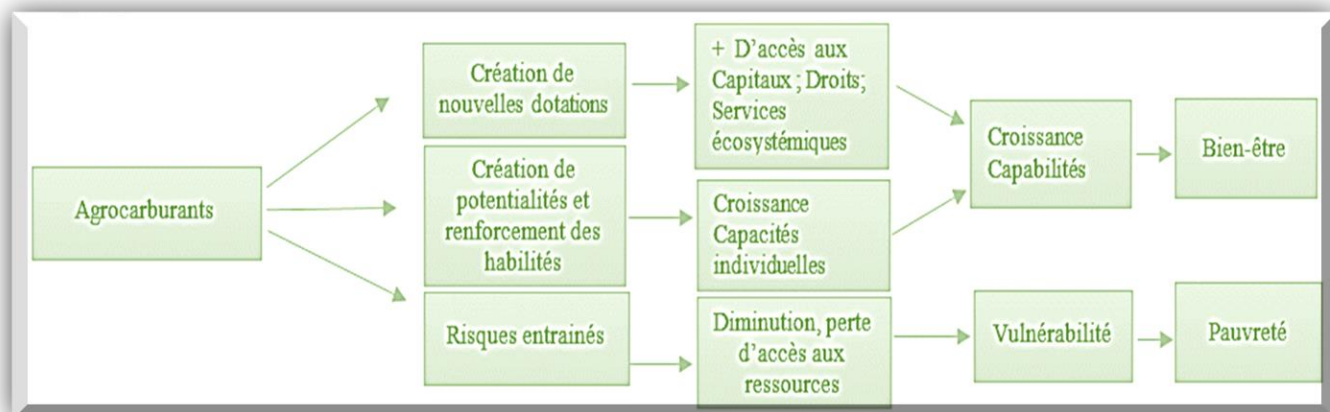 Agrocarburants
Création de
nouvelles dotations
Création de
potentialités et
renforcement des
habilités
Risques entrainés
+ D'accès aux
Capitaux ; Droits;
Services
écosystémiques
Croissance
Capacités
individuelles
Diminution, perte
d'accès aux
ressources
Croissance
Capabilités
Vulnérabilité
Bien-être
Pauvreté